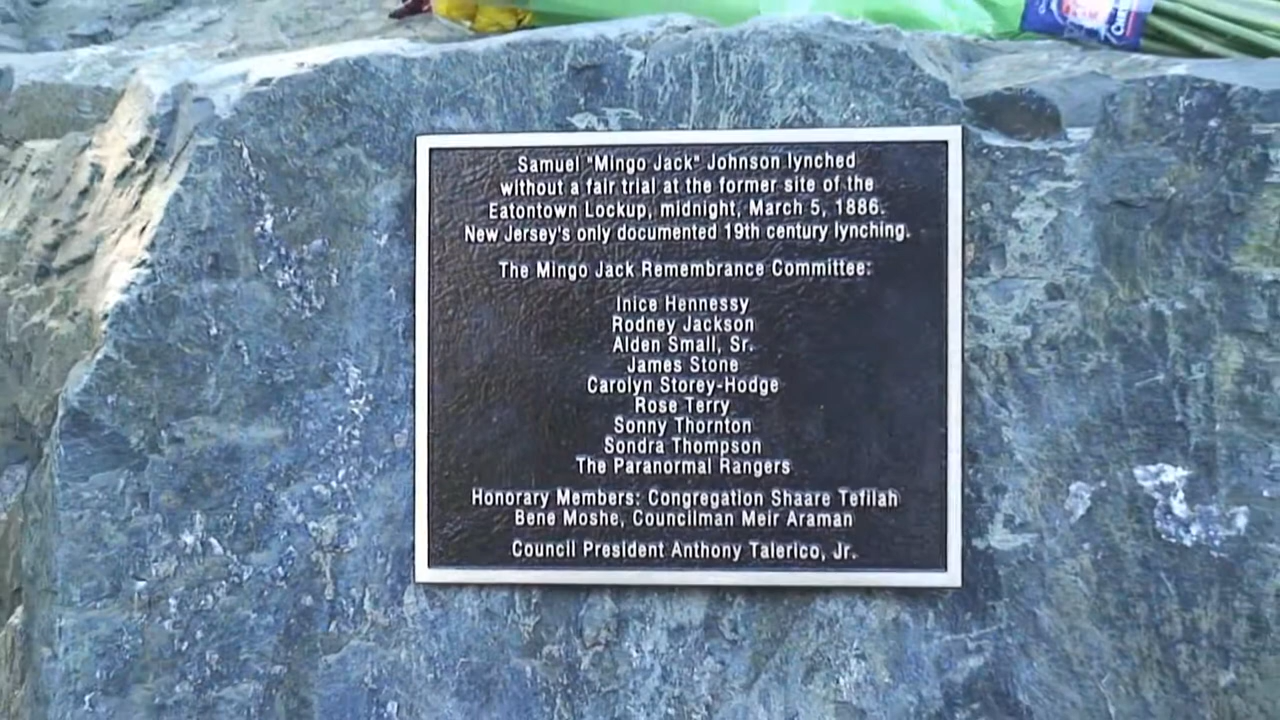 Samuel "Mingo Jack" Johnson lynched
without a fair trial at the former site of the
Eatontown Lockup, midnight, March 5, 1886.
New Jersey's only documented 19th century lynching.
The Mingo Jack Remembrance Committee:
Inice Hennessy
Rodney Jackson
Alden Small, Sr.
James Stone
Carolyn Storey-Hodge
Rose Terry
Sonny Thornton
Sondra Thompson
The Paranormal Rangers
Honorary Members: Congregation Shaare Tefilah
Bene Moshe, Councilman Meir Araman
Council President Anthony Talerico, Jr.